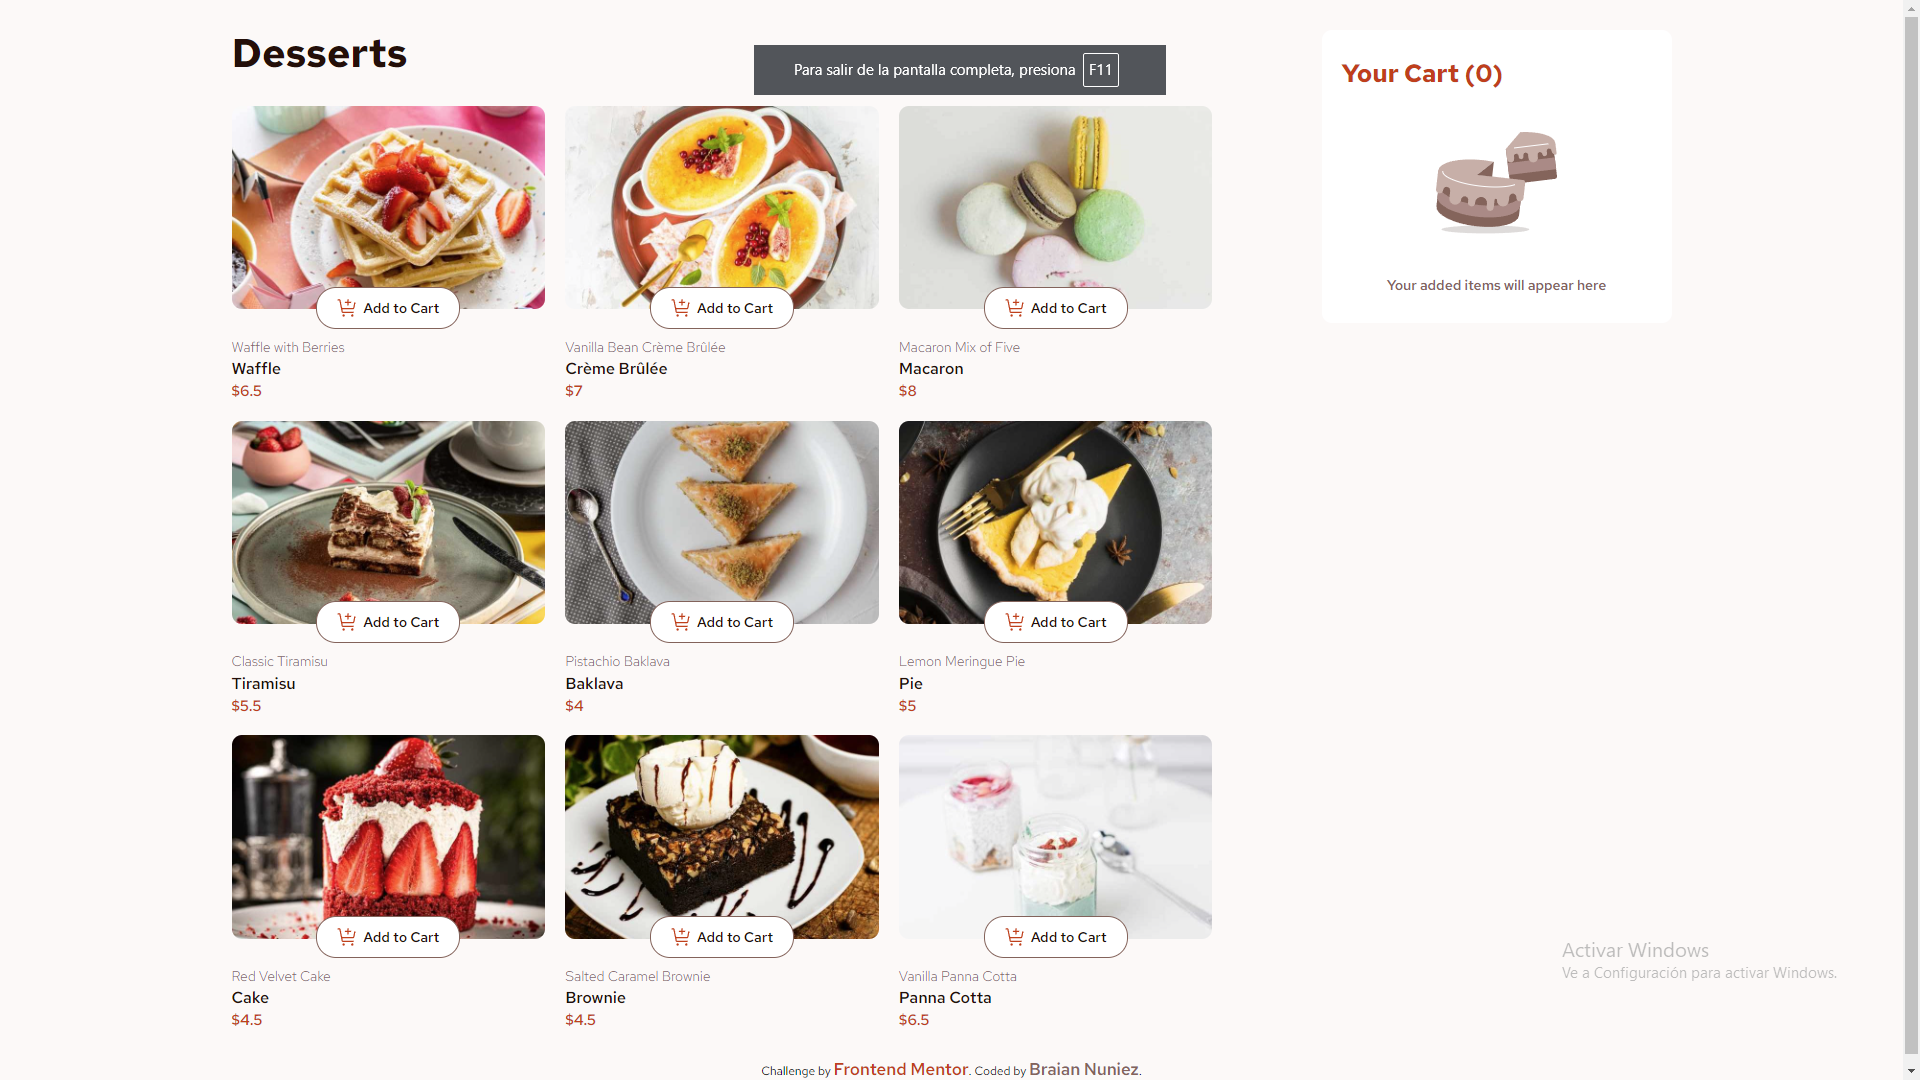 Desserts
Para salir de la pantalla completa, presiona F11
Your Cart (0)
Your added items will appear here
Add to Cart
Add to Cart
Add to Cart
Waffle with Berries
Waffle
$6.5
Vanilla Bean Crème Brûlée
Crème Brûlée
$7
Macaron Mix of Five
Macaron
$8
Add to Cart
Add to Cart
Add to Cart
Classic Tiramisu
Tiramisu
$5.5
Pistachio Baklava
Baklava
$4
Lemon Meringue Pie
Pie
$5
Add to Cart
Add to Cart
Add to Cart
Red Velvet Cake
Cake
$4.5
Salted Caramel Brownie
Brownie
$4.5
Vanilla Panna Cotta
Panna Cotta
$6.5
Activar Windows
Ve a Configuración para activar Windows.
Challenge by Frontend Mentor. Coded by Braian Nuniez.